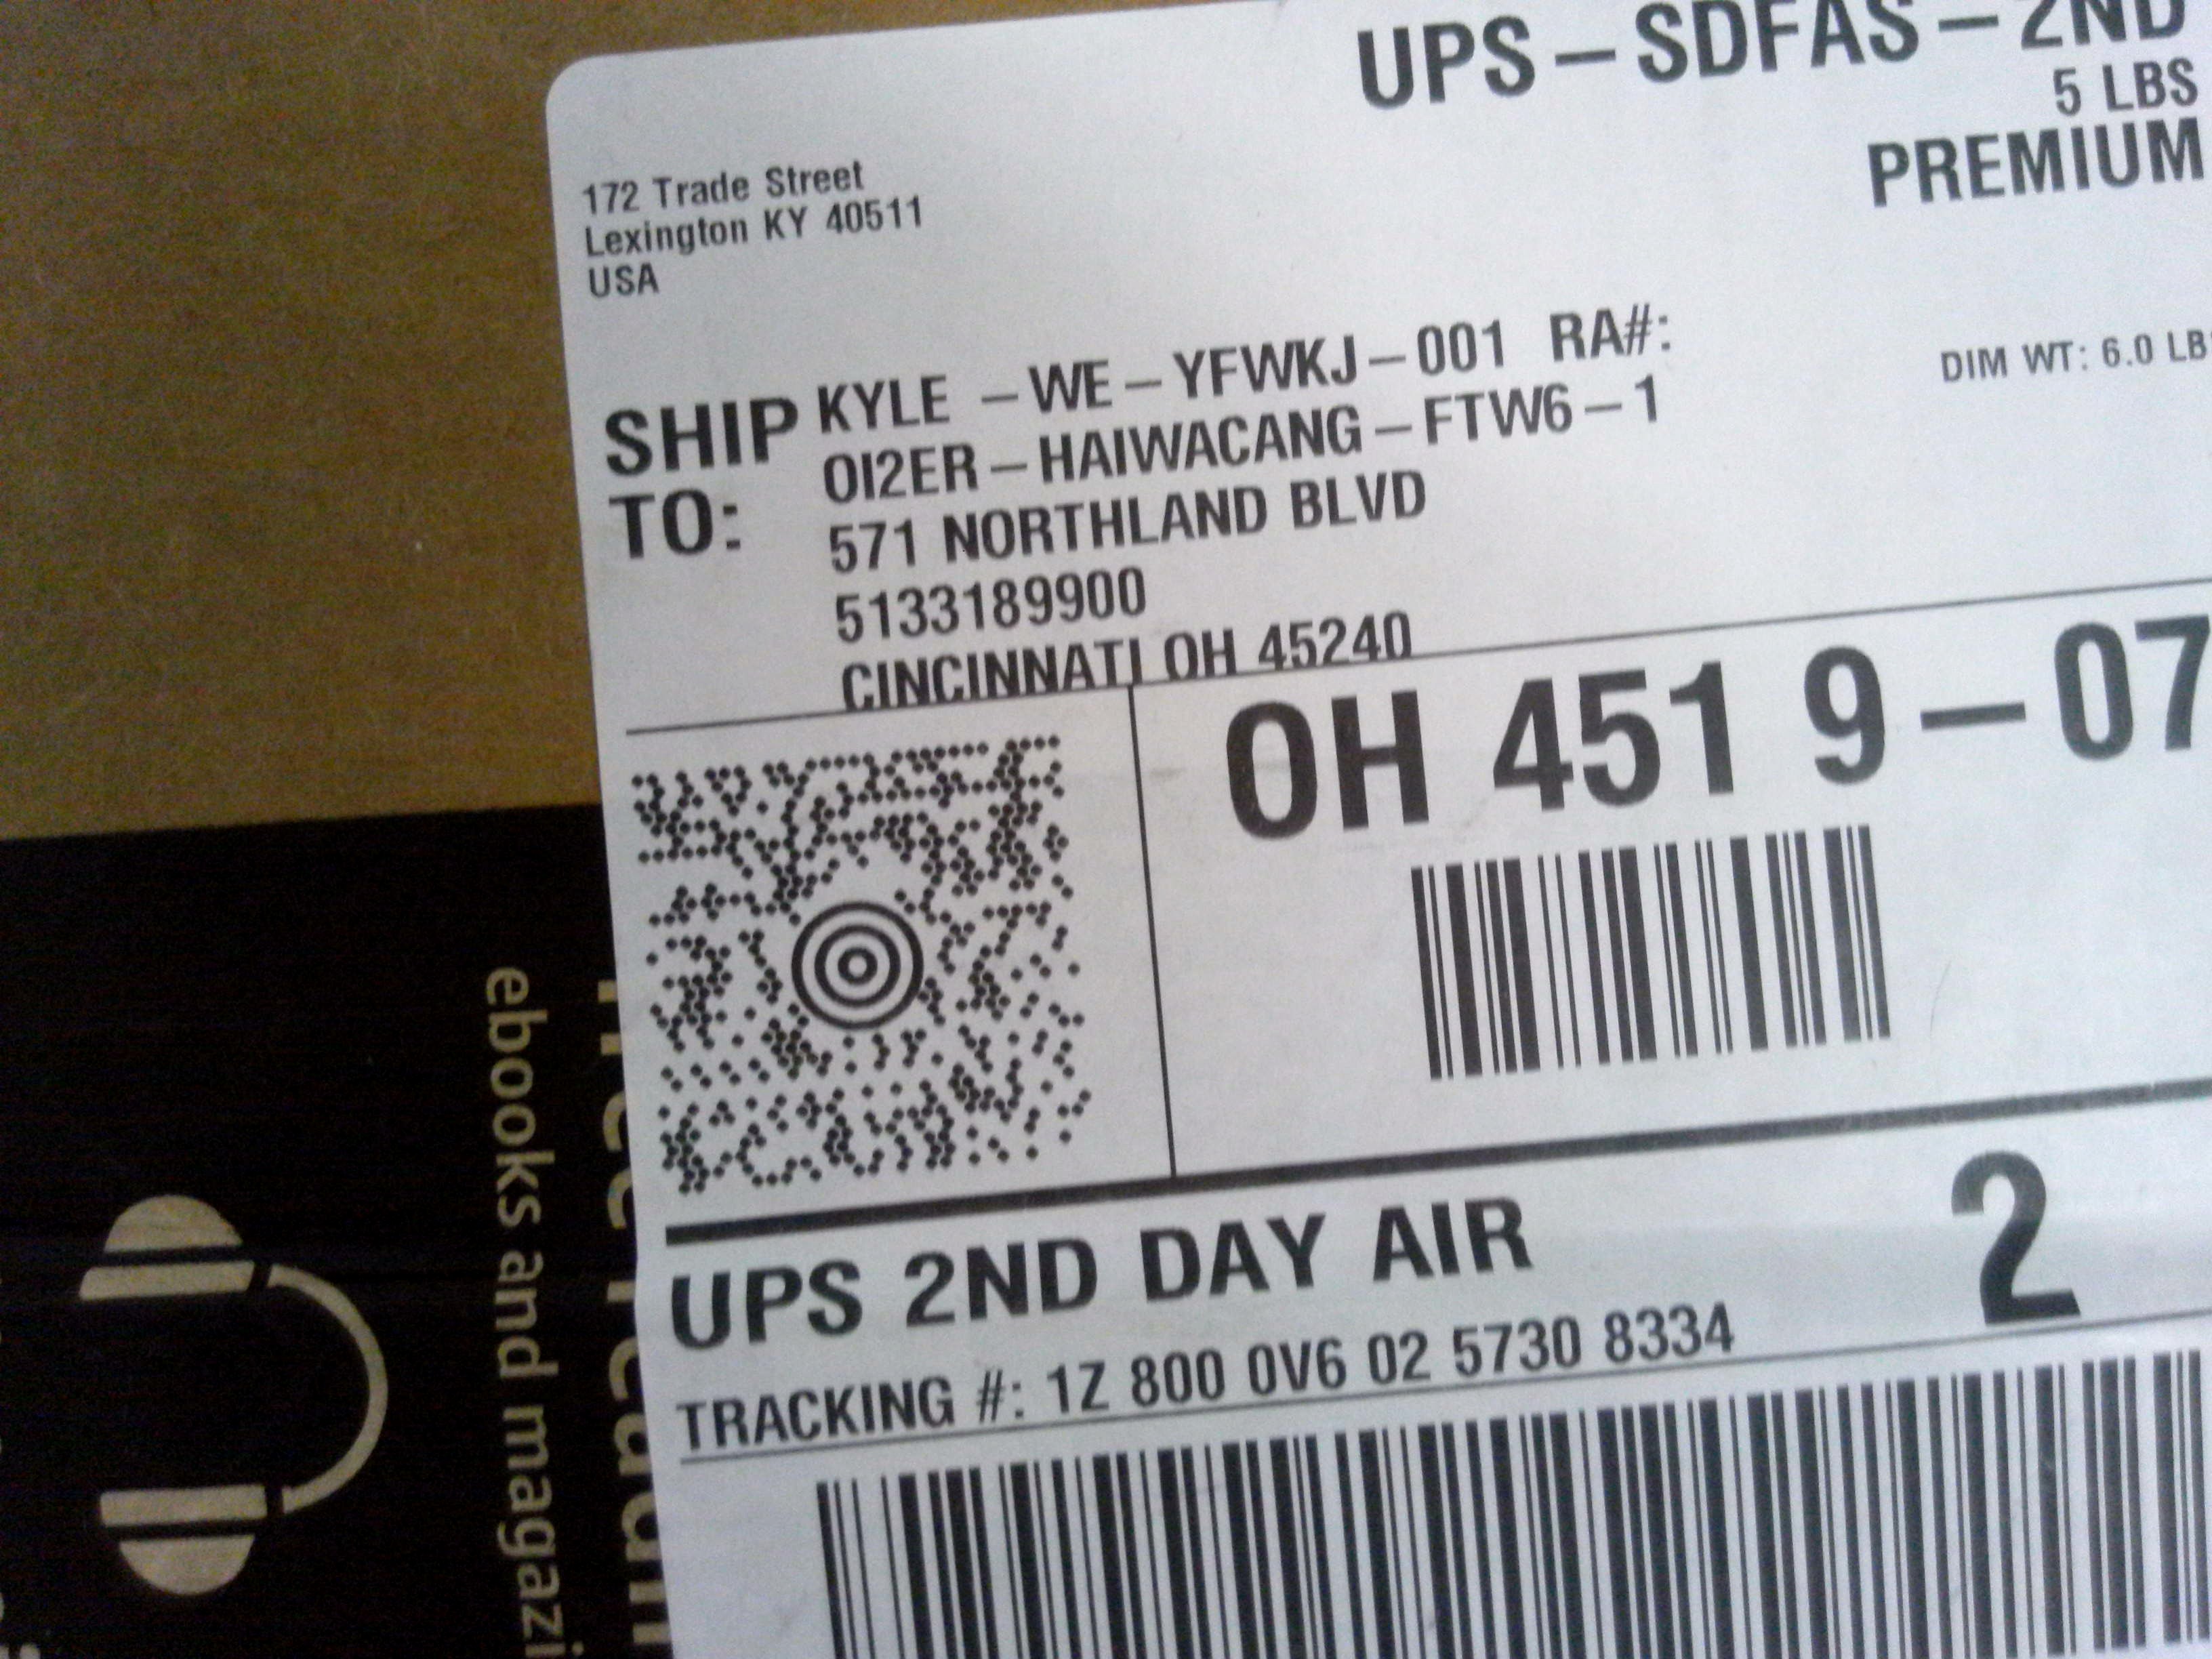 UPS – SDFAS – 2ND
5 LBS
PREMIUM
172 Trade Street
Lexington KY 40511
USA
DIM WT: 6.0 LB
SHIP TO:
KYLE – WE – YFWKJ – 001 RA#:
OI2ER – HAIWACANG – FTW6 – 1
571 NORTHLAND BLVD
5133189900
CINCINNATI OH 45240
OH 451 9 – 07
UPS 2ND DAY AIR
2
TRACKING #: 1Z 800 0V6 02 5730 8334
ebooks and magazi